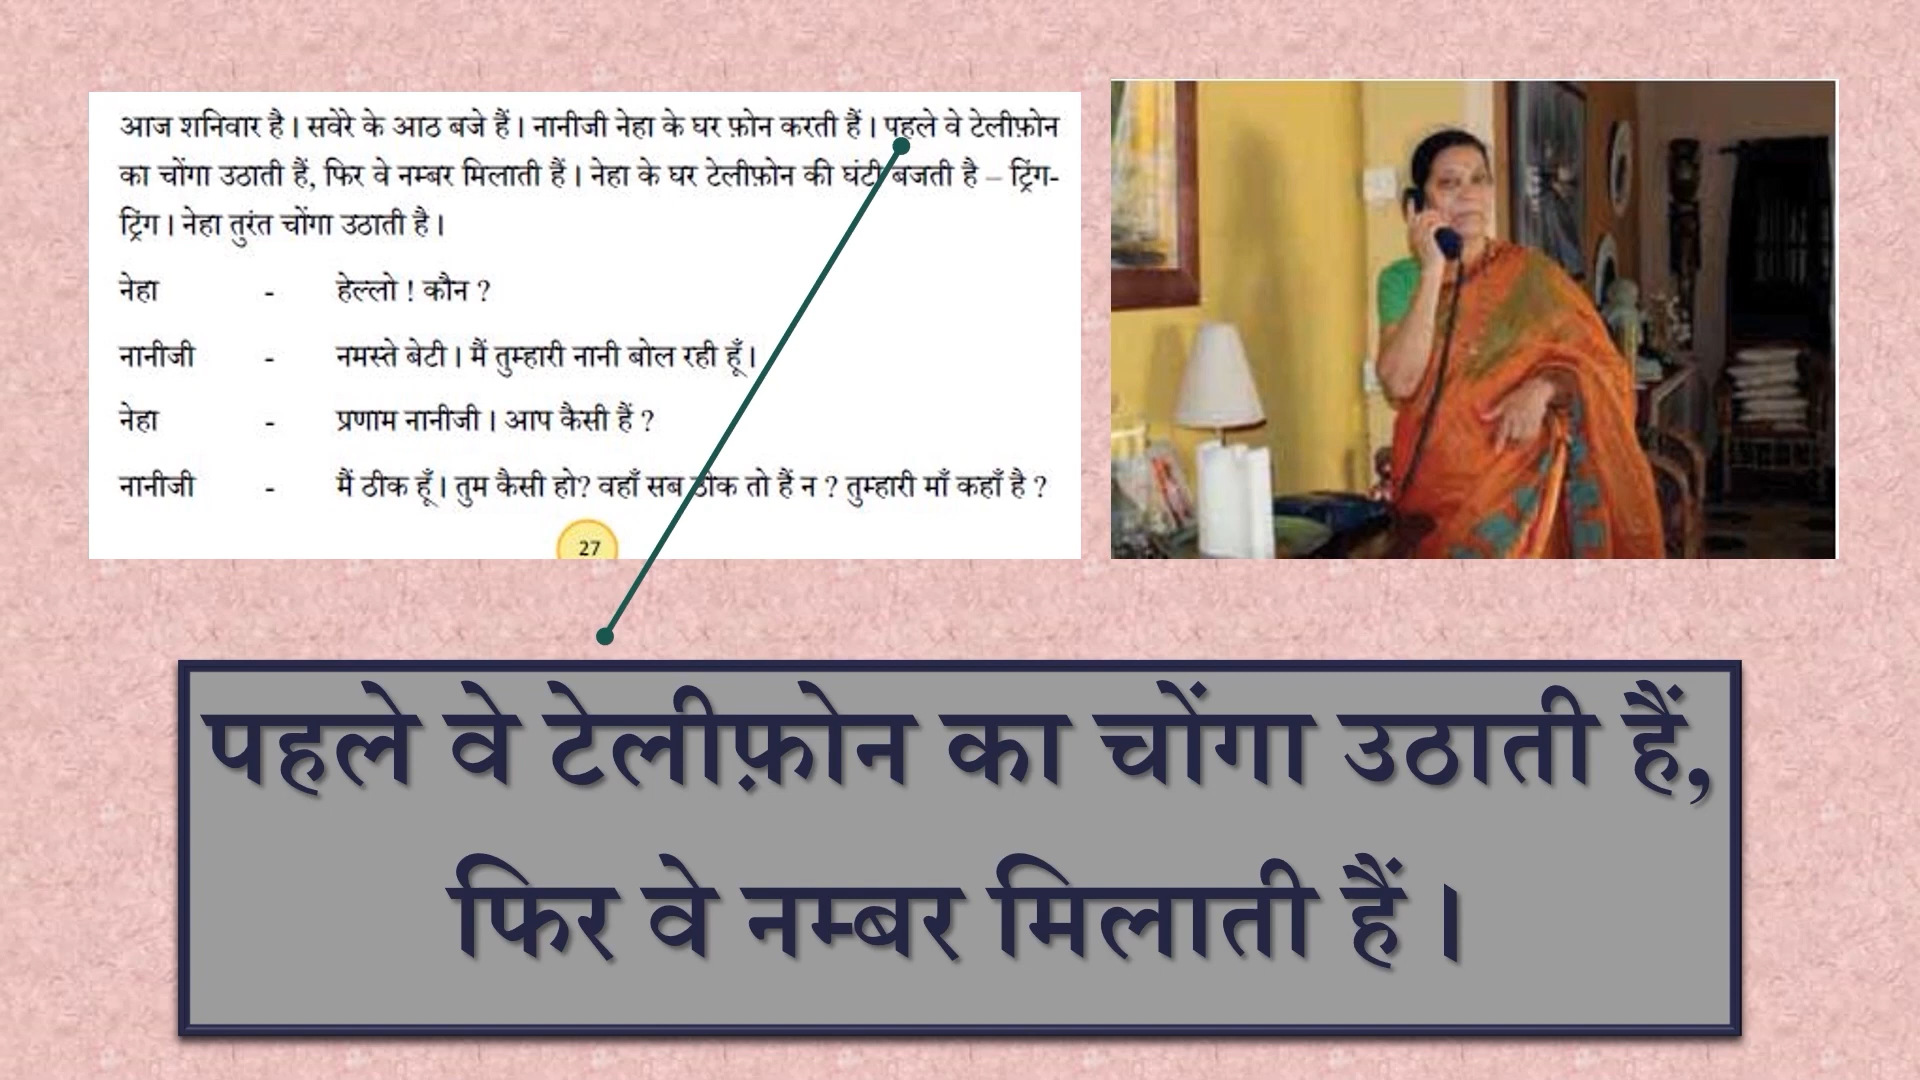 आज शनिवार है । सवेरे के आठ बजे हैं । नानीजी नेहा के घर फ़ोन करती हैं । पहले वे टेलीफ़ोन
का चोंगा उठाती हैं, फिर वे नम्बर मिलाती हैं । नेहा के घर टेलीफ़ोन की घंटी बजती है – ट्रिंग-
ट्रिंग । नेहा तुरंत चोंगा उठाती है ।
नेहा - हेल्लो ! कौन ?
नानीजी - नमस्ते बेटी । मैं तुम्हारी नानी बोल रही हूँ ।
नेहा - प्रणाम नानीजी । आप कैसी हैं ?
नानीजी - मैं ठीक हूँ । तुम कैसी हो? वहाँ सब ठीक तो हैं न ? तुम्हारी माँ कहाँ है ?
27
पहले वे टेलीफ़ोन का चोंगा उठाती हैं,
फिर वे नम्बर मिलाती हैं ।